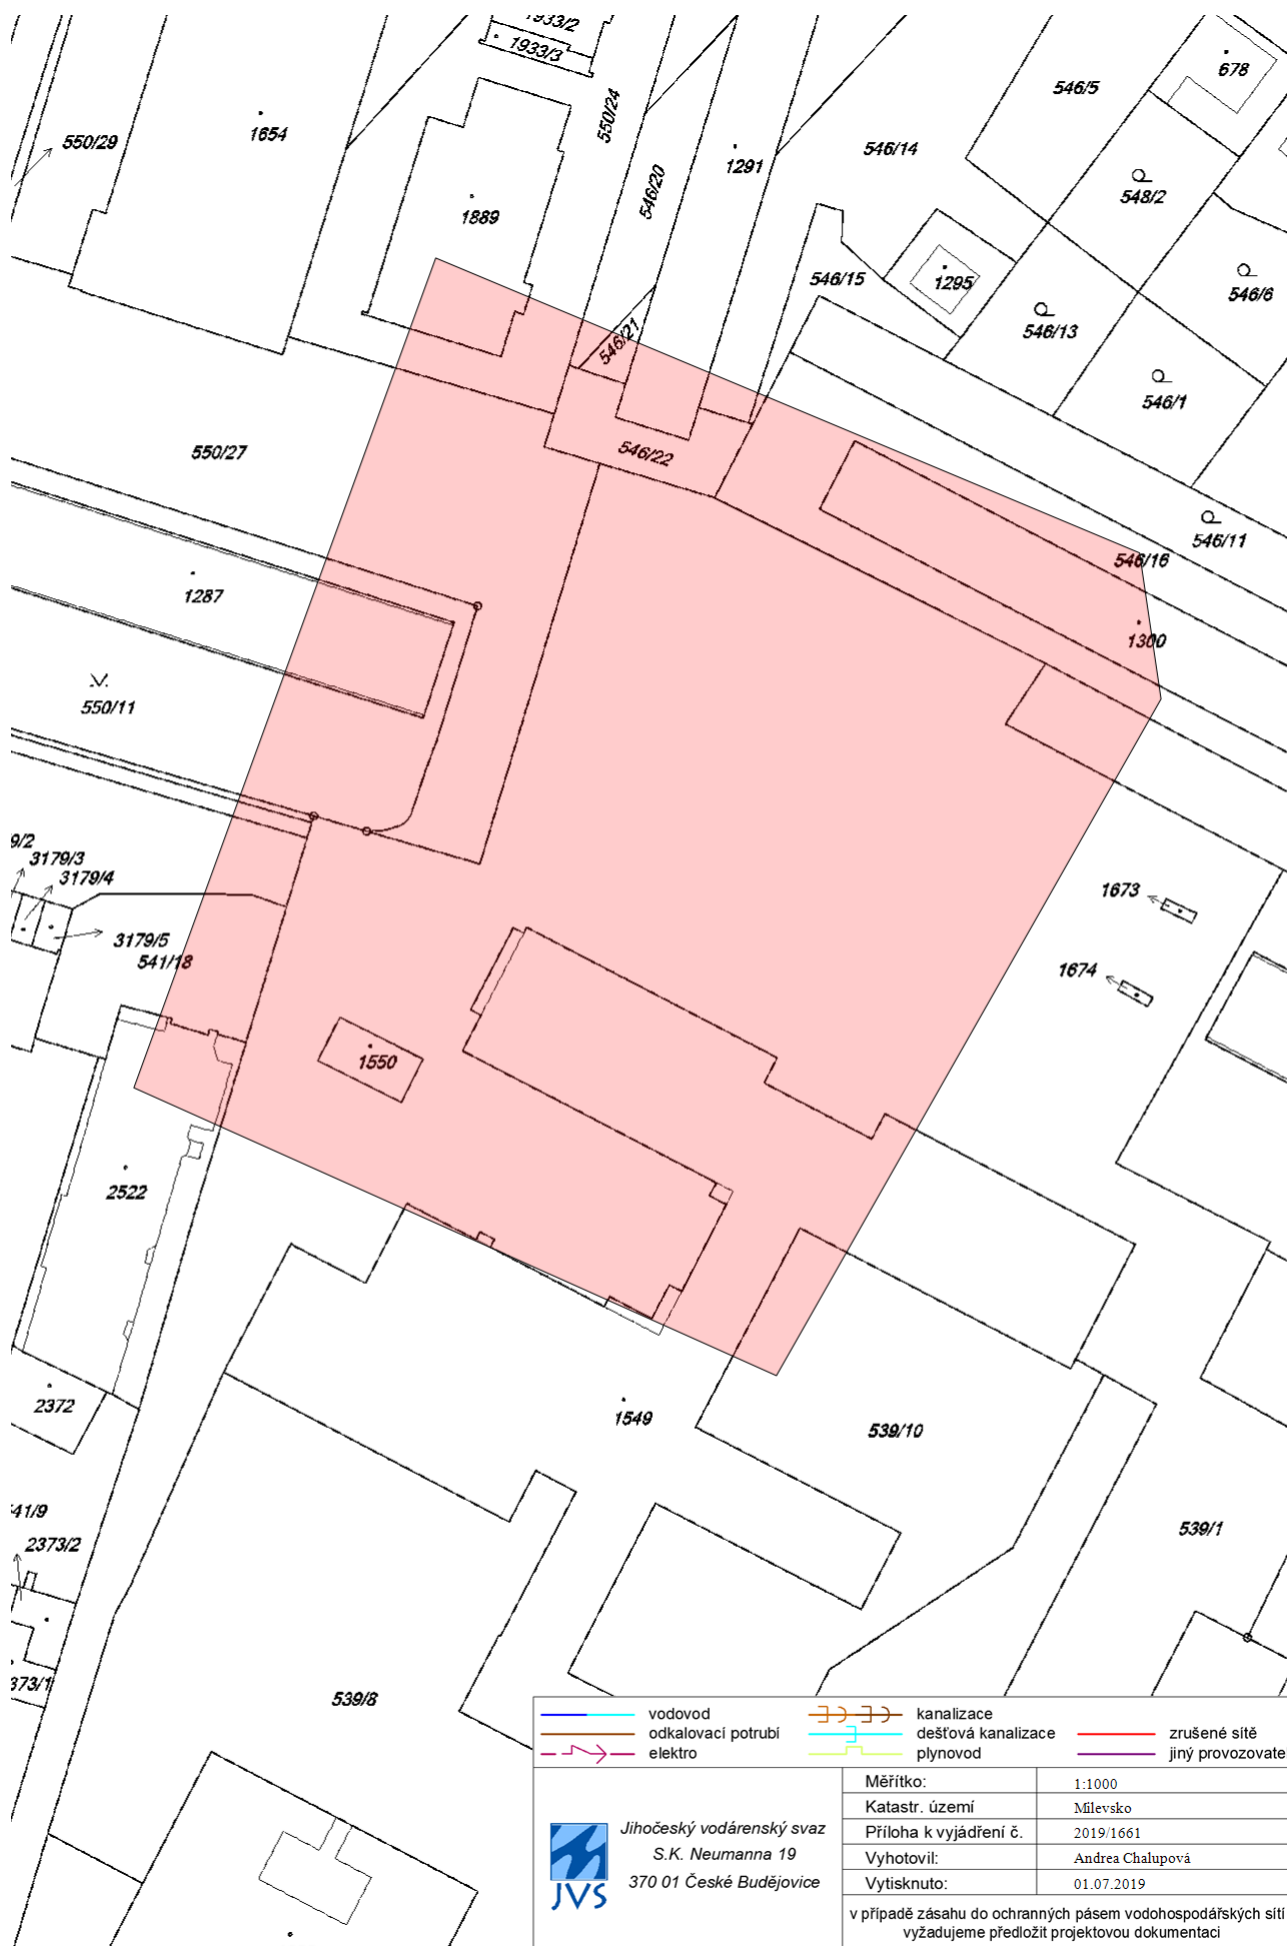 1933/2
1933/3
678
546/5
550/24
550/29
1654
546/14
1291
548/2
546/20
1889
546/15
1295
546/6
546/13
546/21
546/1
550/27
546/22
546/11
546/16
1287
1300
550/11
9/2
3179/3
3179/4
1673
3179/5
541/18
1674
1550
2522
2372
1549
539/10
41/9
539/1
2373/2
373/1
539/8
vodovod
kanalizace
odkalovací potrubí
dešťová kanalizace
zrušené sítě
elektro
plynovod
jiný provozovate
Měřítko: 1:1000
Katastr. území Milevsko
Příloha k vyjádření č. 2019/1661
Vyhotovil: Andrea Chalupová
Vytisknuto: 01.07.2019
JVS
Jihočeský vodárenský svaz
S.K. Neumanna 19
370 01 České Budějovice
v případě zásahu do ochranných pásem vodohospodářských sítí
vyžadujeme předložit projektovou dokumentaci